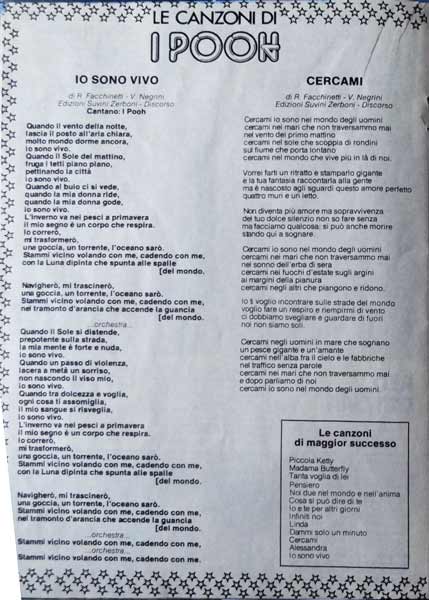 LE CANZONI DI
I POOH
IO SONO VIVO
di R. Facchinetti - V. Negrini
Edizioni Suvini Zerboni - Discorso
Cantano: I Pooh
Quando il vento della notte,
lascia il posto all'aria chiara,
molto mondo dorme ancora,
io sono vivo.
Quando il Sole del mattino,
fruga i tetti piano piano,
pettinando la città
io sono vivo.
Quando al buio ci si vede,
quando la mia donna ride,
quando la mia donna gode,
io sono vivo.
L'inverno va nei pesci a primavera
il mio segno è un corpo che respira.
Io correrò,
mi trasformerò,
una goccia, un torrente, l'oceano sarò.
Stammi vicino volando con me, cadendo con me,
con la Luna dipinta che spunta alle spalle
[del mondo.
Navigherò, mi trascinerò,
una goccia, un torrente, l'oceano sarò.
Stammi vicino volando con me, cadendo con me,
nel tramonto d'arancia che accende la guancia
[del mondo.
...orchestra...
Quando il Sole si distende,
prepotente sulla strada,
la mia mente è forte e nuda,
io sono vivo.
Quando un passo di violenza,
lacera a metà un sorriso,
non nascondo il viso mio,
io sono vivo.
Quando tra dolcezza e voglia,
ogni cosa ti assomiglia,
il mio sangue si risveglia,
io sono vivo.
L'inverno va nei pesci a primavera
il mio segno è un corpo che respira.
Io correrò,
mi trasformerò,
una goccia, un torrente, l'oceano sarò.
Stammi vicino volando con me, cadendo con me,
con la Luna dipinta che spunta alle spalle
[del mondo.
Navigherò, mi trascinerò,
una goccia, un torrente, l'oceano sarò.
Stammi vicino volando con me, cadendo con me,
nel tramonto d'arancia che accende la guancia
[del mondo.
...orchestra...
Stammi vicino volando con me, cadendo con me,
...orchestra...
Stammi vicino volando con me, cadendo con me.
CERCAMI
di R. Facchinetti - V. Negrini
Edizioni Suvini Zerboni - Discorso
Cercami io sono nel mondo degli uomini
cercami nei mari che non traversammo mai
nel vento del primo mattino
cercami nel sole che scoppia di rondini
sul fiume che porta lontano
cercami nel mondo che vive più in là di noi.
Vorrei farti un ritratto e stamparlo gigante
e la tua fantasia raccontarla alla gente
ma è nascosto agli sguardi questo amore perfetto
quattro muri e un letto.
Non diventa più amore ma sopravvivenza
del tuo dolce silenzio non so fare senza
ma facciamo qualcosa: si può anche morire
stando qui a sognare.
Cercami io sono nel mondo degli uomini
cercami nei mari che non traversammo mai
nel sonno dell'erba di sera
cercami nei fuochi d'estate sugli argini
ai margini della pianura
cercami negli altri che piangono e ridono.
Io ti voglio incontrare sulle strade del mondo
voglio fare un respiro e riempirmi di vento
ci dobbiamo svegliare e guardare di fuori
noi non siamo soli.
Cercami negli uomini in mare che sognano
un pesce gigante e un'amante
cercami nell'alba tra il cielo e le fabbriche
nel traffico senza parole
cercami nei mari che non traversammo mai
e dopo parliamo di noi
cercami io sono nel mondo degli uomini.
Le canzoni
di maggior successo
Piccola Ketty
Madama Butterfly
Tanta voglia di lei
Pensiero
Noi due nel mondo e nell'anima
Cosa si può dire di te
Io e te per altri giorni
Infiniti noi
Linda
Dammi solo un minuto
Cercami
Alessandra
Io sono vivo